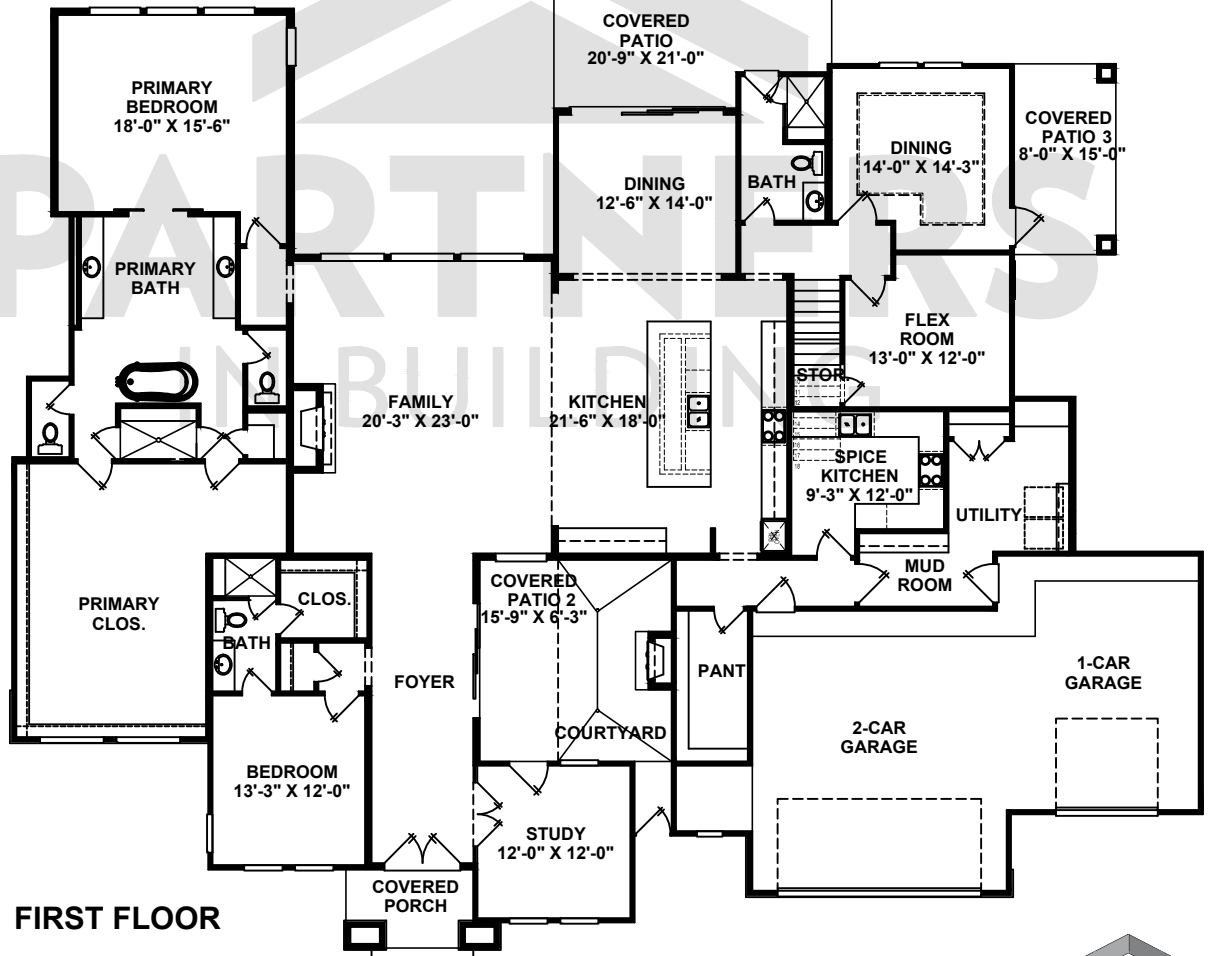 COVERED
PATIO
20'-9" X 21'-0"
PRIMARY
BEDROOM
18'-0" X 15'-6"
COVERED
PATIO 3
8'-0" X 15'-0"
DINING
14'-0" X 14'-3"
DINING
12'-6" X 14'-0"
BATH
PARTNERS
IN BUILDING
PRIMARY
BATH
FLEX
ROOM
13'-0" X 12'-0"
STOR
FAMILY
20'-3" X 23'-0"
KITCHEN
21'-6" X 18'-0"
SPICE
KITCHEN
9'-3" X 12'-0"
UTILITY
MUD
ROOM
COVERED
PATIO 2
15'-9" X 6'-3"
CLOS.
PRIMARY
CLOS.
BATH
FOYER
PANT
1-CAR
GARAGE
COURTYARD
2-CAR
GARAGE
BEDROOM
13'-3" X 12'-0"
STUDY
12'-0" X 12'-0"
COVERED
PORCH
FIRST FLOOR